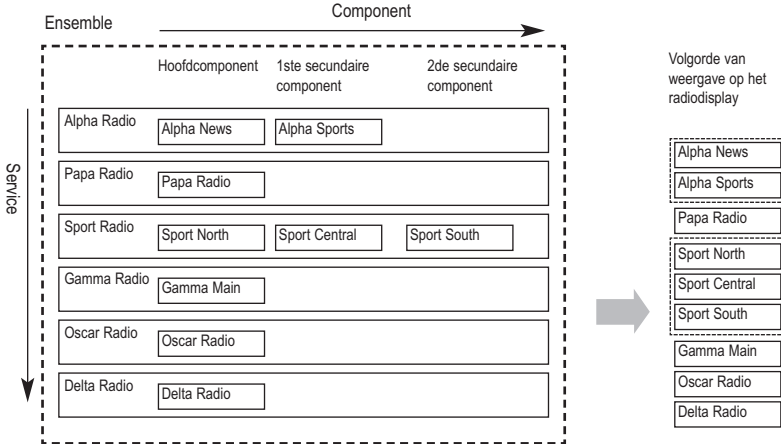 Ensemble
Component
Hoofdcomponent
1ste secundaire
component
2de secundaire
component
Service
Alpha Radio
Alpha News
Alpha Sports
Papa Radio
Papa Radio
Sport Radio
Sport North
Sport Central
Sport South
Gamma Radio
Gamma Main
Oscar Radio
Oscar Radio
Delta Radio
Delta Radio
Volgorde van
weergave op het
radiodisplay
Alpha News
Alpha Sports
Papa Radio
Sport North
Sport Central
Sport South
Gamma Main
Oscar Radio
Delta Radio